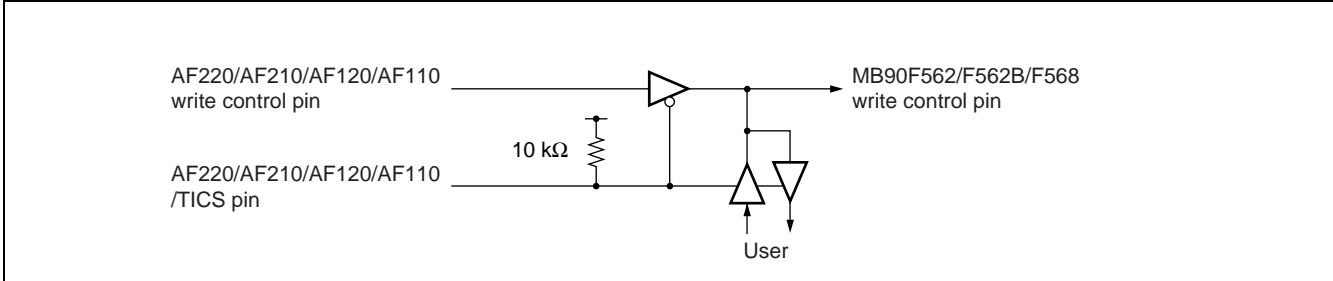 AF220/AF210/AF120/AF110
write control pin
MB90F562/F562B/F568
write control pin
10 kΩ
AF220/AF210/AF120/AF110
/TICS pin
User